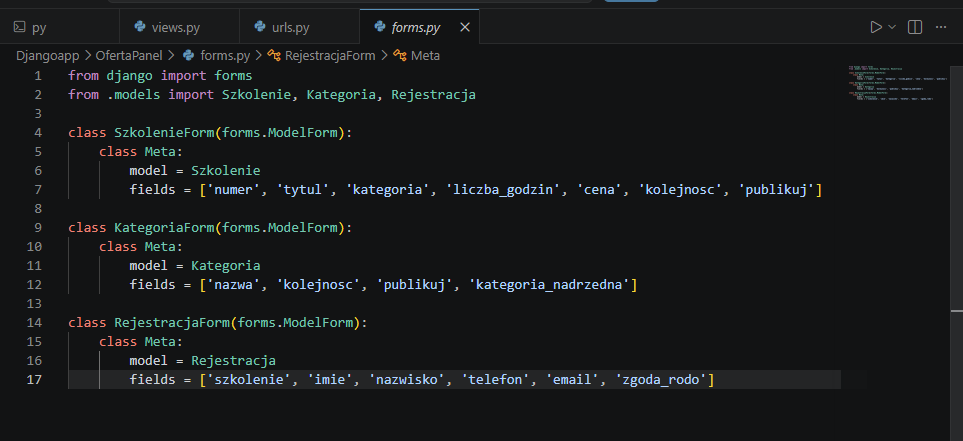 py views.py urls.py forms.py
Djangoapp > OfertaPanel > forms.py > RejestracjaForm > Meta
1 from django import forms
2 from .models import Szkolenie, Kategoria, Rejestracja
3
4 class SzkolenieForm(forms.ModelForm):
5     class Meta:
6         model = Szkolenie
7         fields = ['numer', 'tytul', 'kategoria', 'liczba_godzin', 'cena', 'kolejnosc', 'publikuj']
8
9 class KategoriaForm(forms.ModelForm):
10     class Meta:
11         model = Kategoria
12         fields = ['nazwa', 'kolejnosc', 'publikuj', 'kategoria_nadrzedna']
13
14 class RejestracjaForm(forms.ModelForm):
15     class Meta:
16         model = Rejestracja
17         fields = ['szkolenie', 'imie', 'nazwisko', 'telefon', 'email', 'zgoda_rodo']